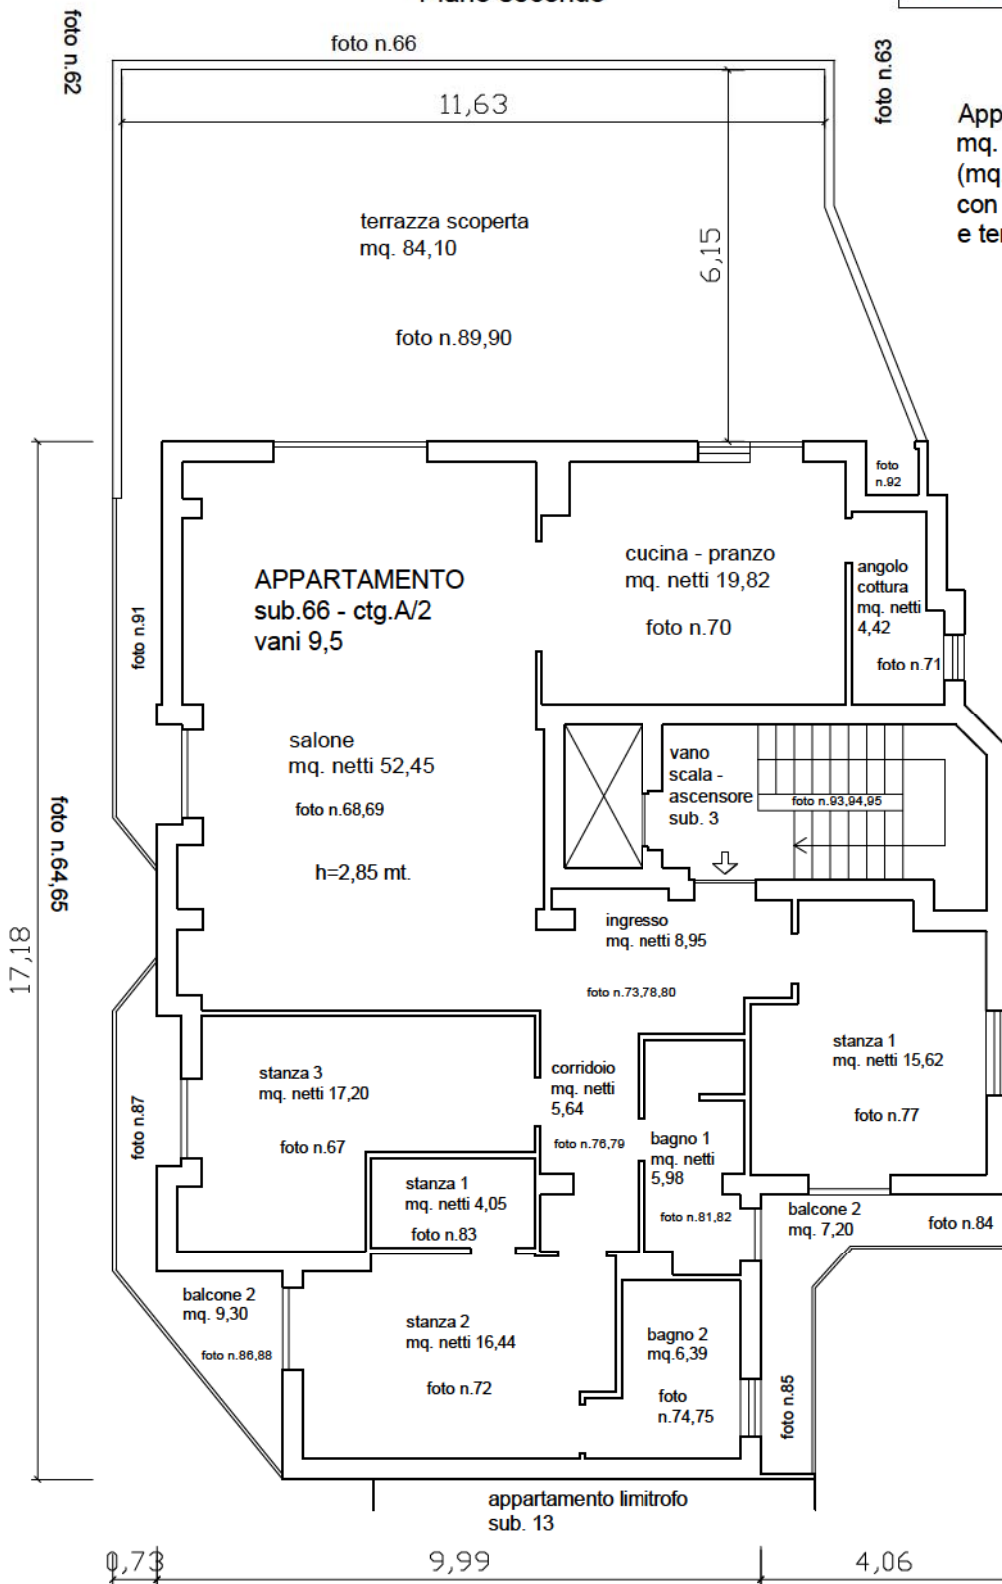 Piano secondo
foto n.62
foto n.66
foto n.63
11,63
App
mq.
(mq
con
e ter
terrazza scoperta
mq. 84,10
6,15
foto n.89,90
foto
n.92
APPARTAMENTO
sub.66 - ctg.A/2
vani 9,5
cucina - pranzo
mq. netti 19,82
foto n.70
angolo
cottura
mq. netti
4,42
foto n.71
foto n.91
salone
mq. netti 52,45
foto n.68,69
h=2,85 mt.
vano
scala -
ascensore
sub. 3
foto n.93,94,95
foto n.64,65
17,18
ingresso
mq. netti 8,95
foto n.73,78,80
stanza 1
mq. netti 15,62
foto n.77
stanza 3
mq. netti 17,20
foto n.67
corridoio
mq. netti
5,64
foto n.76,79
foto n.87
bagno 1
mq. netti
5,98
foto n.81,82
stanza 1
mq. netti 4,05
foto n.83
balcone 2
mq. 7,20
foto n.84
balcone 2
mq. 9,30
foto n.86,88
stanza 2
mq. netti 16,44
foto n.72
bagno 2
mq.6,39
foto
n.74,75
foto n.85
appartamento limitrofo
sub. 13
0,73
9,99
4,06